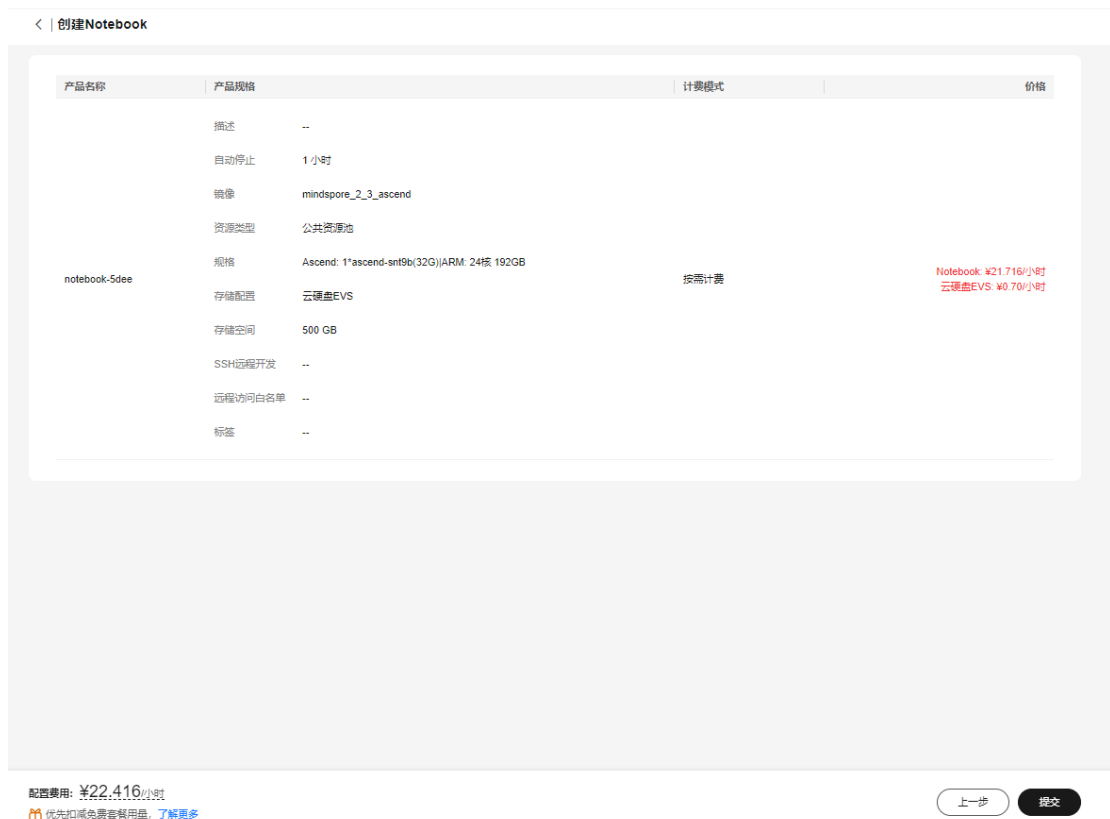 创建Notebook
产品名称 产品规格 计费模式 价格
描述 --
自动停止 1 小时
镜像 mindspore_2_3_ascend
资源类型 公共资源池
规格 Ascend: 1*ascend-snt9b(32G)|ARM: 24核 192GB
notebook-5dee
按需计费
Notebook: ¥21.716/小时
云硬盘EVS: ¥0.70/小时
存储配置 云硬盘EVS
存储空间 500 GB
SSH远程开发 --
远程访问白名单 --
标签 --
配置费用: ¥22.416/小时
优先扣减免费套餐用量，了解更多
上一步 提交